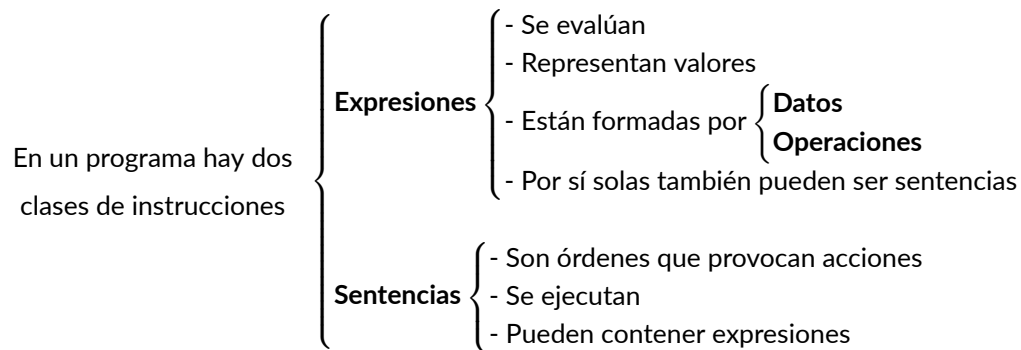 En un programa hay dos
clases de instrucciones
Expresiones
- Se evalúan
- Representan valores
- Están formadas por
Datos
Operaciones
- Por sí solas también pueden ser sentencias
Sentencias
- Son órdenes que provocan acciones
- Se ejecutan
- Pueden contener expresiones